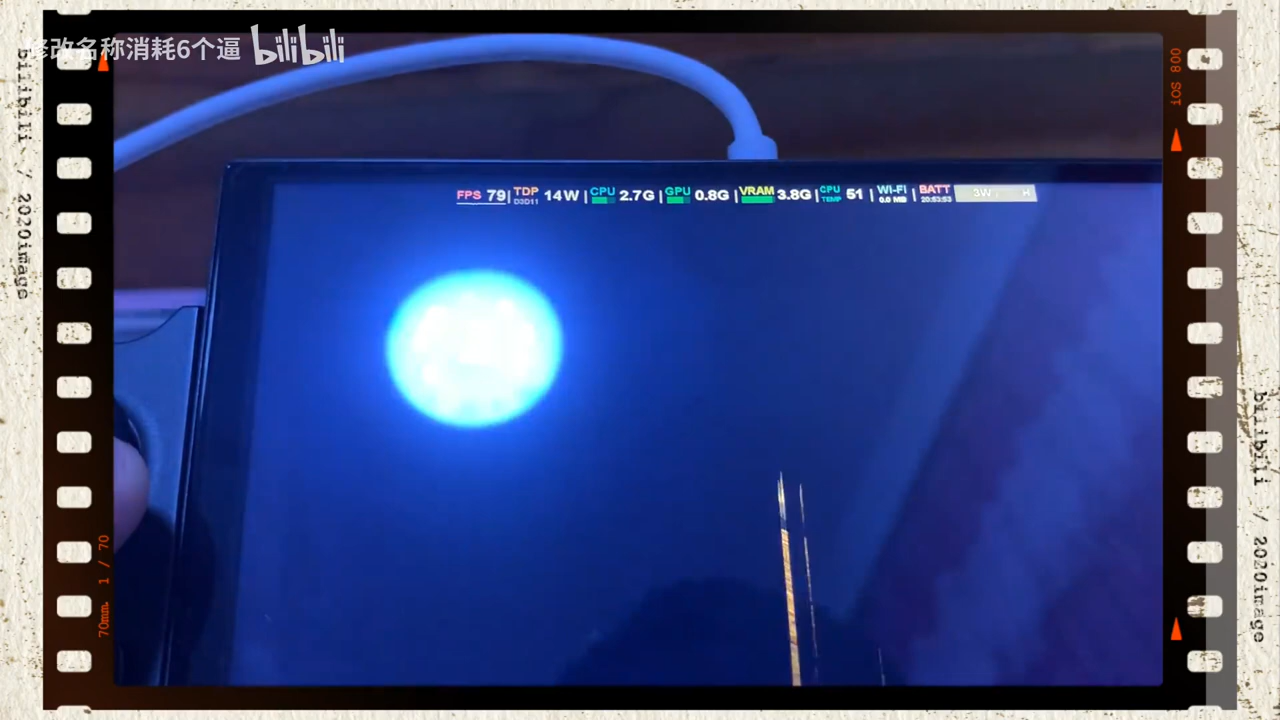 修改名称消耗6个逼 bilibili
bilibili / 2020image
iOS 800
FPS 79 | TDP D3D11 14W | CPU 2.7G | GPU 0.8G | VRAM 3.8G | CPU TEMP 51 | Wi-Fi 0.0 MB | BATT 20:53:53 3W
70mm. 1 / 70
bilibili / 2020image